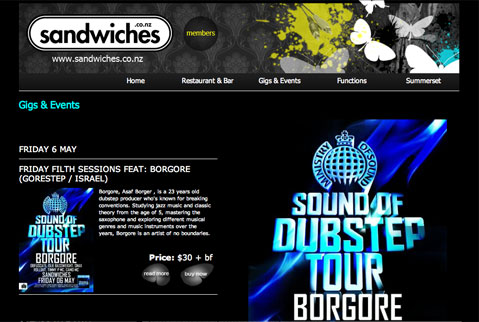 sandwiches .co.nz
members
www.sandwiches.co.nz
Home Restaurant & Bar Gigs & Events Functions Summerset
Gigs & Events
FRIDAY 6 MAY
FRIDAY FILTH SESSIONS FEAT: BORGORE
(GORESTEP / ISRAEL)
Borgore, Asaf Borger , is a 23 years old
dubstep producer who's known for breaking
conventions. Studying jazz music and classic
theory from the age of 5, mastering the
saxophone and exploring different musical
genres and music instruments over the
years, Borgore is an artist of no boundaries.
SOUND OF
DUBSTEP
TOUR
BORGORE
SANDWICHES
FRIDAY 06 MAY
Price: $30 + bf
read more buy now
MINISTRY OF SOUND
SOUND OF
DUBSTEP
TOUR
BORGORE